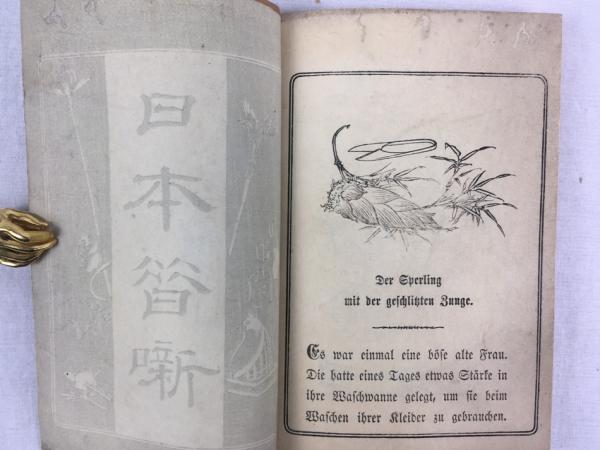 日
本
昔
噺
Der Sperling
mit der geschlitzten Zunge.
Es war einmal eine böse alte Frau.
Die hatte eines Tages etwas Stärke in
ihre Waschwanne gelegt, um sie beim
Waschen ihrer Kleider zu gebrauchen.